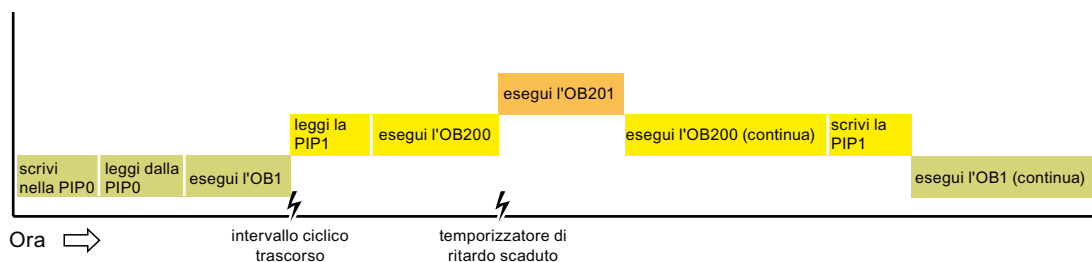 esegui l'OB201
leggi la
PIP1
esegui l'OB200
esegui l'OB200 (continua)
scrivi la
PIP1
scrivi
nella PIP0
leggi dalla
PIP0
esegui l'OB1
esegui l'OB1 (continua)
Ora
intervallo ciclico
trascorso
temporizzatore di
ritardo scaduto